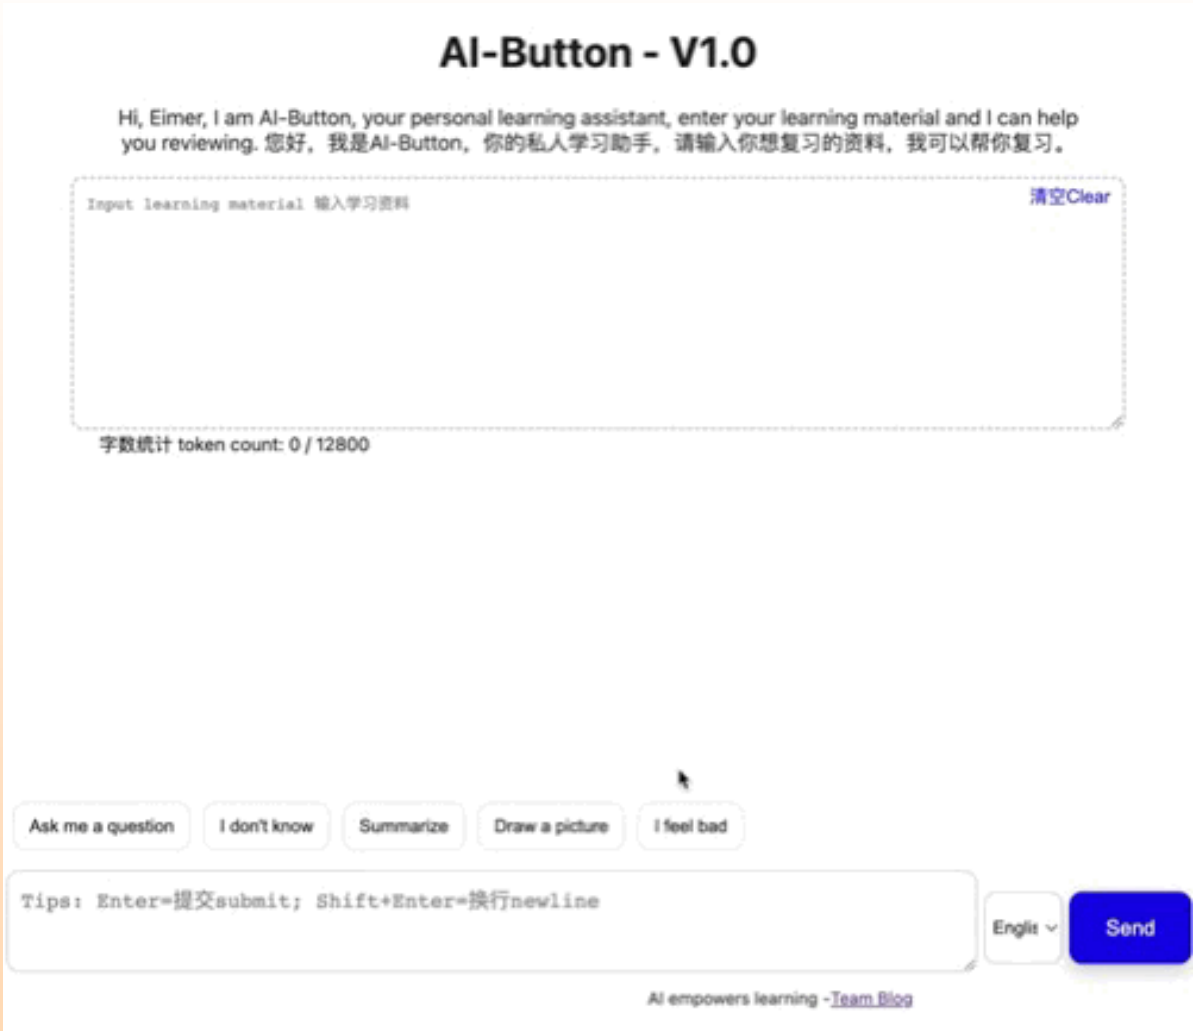 AI-Button - V1.0
Hi, Eimer, I am AI-Button, your personal learning assistant, enter your learning material and I can help
you reviewing. 您好，我是AI-Button，你的私人学习助手，请输入你想复习的资料，我可以帮你复习。
Input learning material 输入学习资料
清空Clear
字数统计 token count: 0 / 12800
Ask me a question
I don't know
Summarize
Draw a picture
I feel bad
Tips: Enter=提交submit; Shift+Enter=换行newline
Englis
Send
AI empowers learning -Team Blog